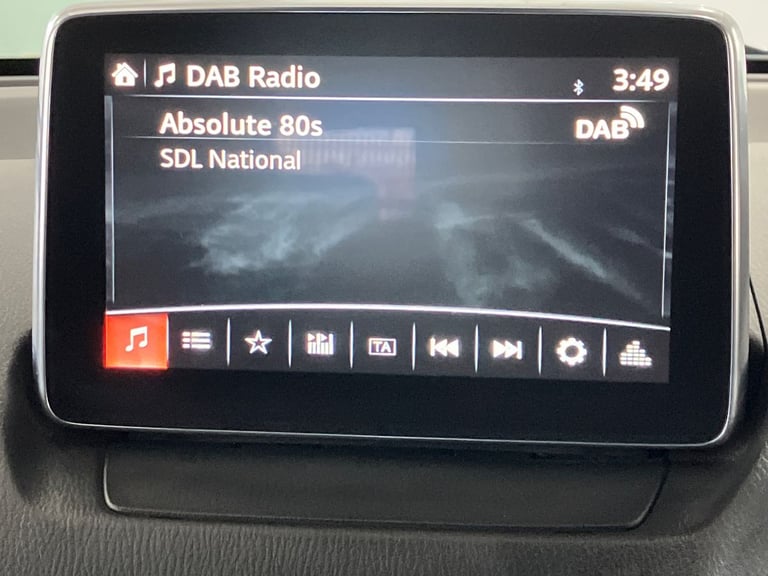 DAB Radio
3:49
Absolute 80s
DAB
SDL National
TA